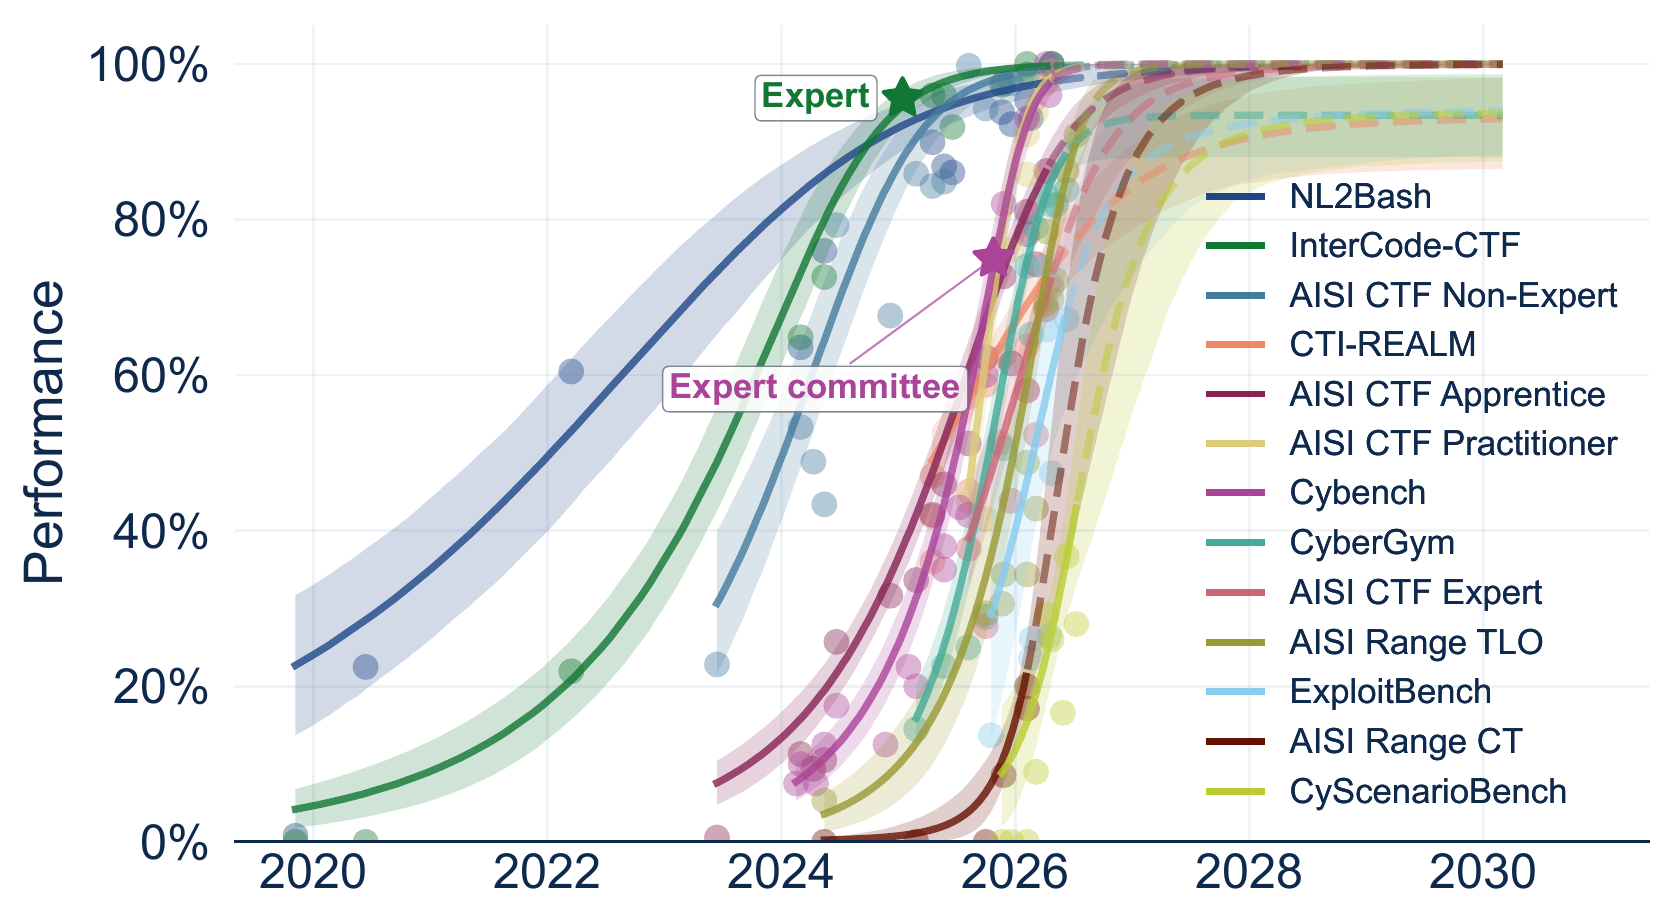 100%
80%
60%
40%
20%
0%
Performance
Expert
Expert committee
NL2Bash
InterCode-CTF
AISI CTF Non-Expert
CTI-REALM
AISI CTF Apprentice
AISI CTF Practitioner
Cybench
CyberGym
AISI CTF Expert
AISI Range TLO
ExploitBench
AISI Range CT
CyScenarioBench
2020 2022 2024 2026 2028 2030